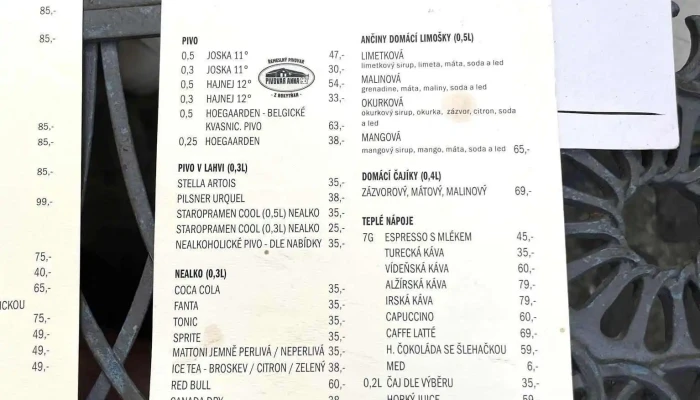 85,-
85,-
85,-
85,-
85,-
99,-
75,-
40,-
65,-
ICKOU
75,-
49,-
49,-
49,-
PIVO
0,5 JOSKA 11° 47,-
0,3 JOSKA 11° 30,-
0,5 HAJNEJ 12° 54,-
0,3 HAJNEJ 12° 33,-
0,5 HOEGAARDEN - BELGICKÉ
KVASNIC. PIVO 63,-
0,25 HOEGAARDEN 38,-
PIVOVAR ANNA
PIVO V LAHVI (0,3L)
STELLA ARTOIS 35,-
PILSNER URQUEL 38,-
STAROPRAMEN COOL (0,5L) NEALKO 35,-
STAROPRAMEN COOL (0,3L) NEALKO 25,-
NEALKOHOLICKÉ PIVO - DLE NABÍDKY 35,-
NEALKO (0,3L)
COCA COLA 35,-
FANTA 35,-
TONIC 35,-
SPRITE 35,-
MATTONI JEMNĚ PERLIVÁ / NEPERLIVÁ 35,-
ICE TEA - BROSKEV / CITRON / ZELENÝ 38,-
RED BULL 60,-
CANADA DRY 38,-
ANČINY DOMÁCÍ LIMOŠKY (0,5L)
LIMETKOVÁ
limetkový sirup, limeta, máta, soda a led
MALINOVÁ
grenadine, máta, maliny, soda a led
OKURKOVÁ
okurkový sirup, okurka, zázvor, citron, soda
a led
MANGOVÁ
mangový sirup, mango, máta, soda a led 65,-
DOMÁCÍ ČAJÍKY (0,4L)
ZÁZVOROVÝ, MÁTOVÝ, MALINOVÝ 69,-
TEPLÉ NÁPOJE
7G ESPRESSO S MLÉKEM 45,-
TURECKÁ KÁVA 35,-
VÍDEŇSKÁ KÁVA 60,-
ALŽÍRSKÁ KÁVA 79,-
IRSKÁ KÁVA 79,-
CAPUCCINO 60,-
CAFFE LATTÉ 69,-
H. ČOKOLÁDA SE ŠLEHAČKOU 59,-
MED 6,-
0,2L ČAJ DLE VÝBĚRU 35,-
HORKÝ JUICE 59,-